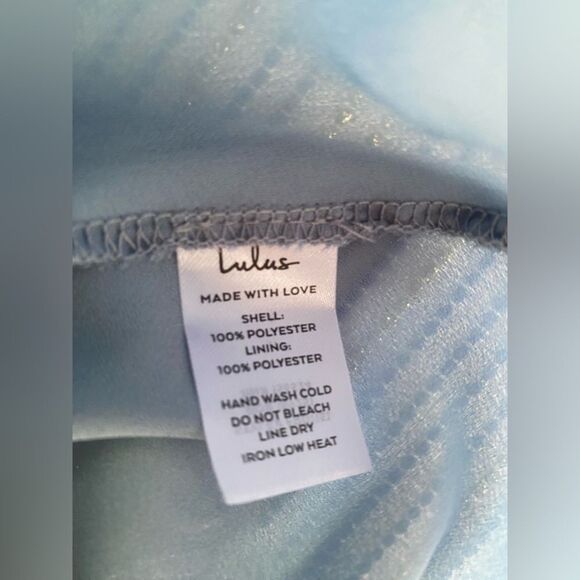 Lulus
MADE WITH LOVE
SHELL:
100% POLYESTER
LINING:
100% POLYESTER
HAND WASH COLD
DO NOT BLEACH
LINE DRY
IRON LOW HEAT